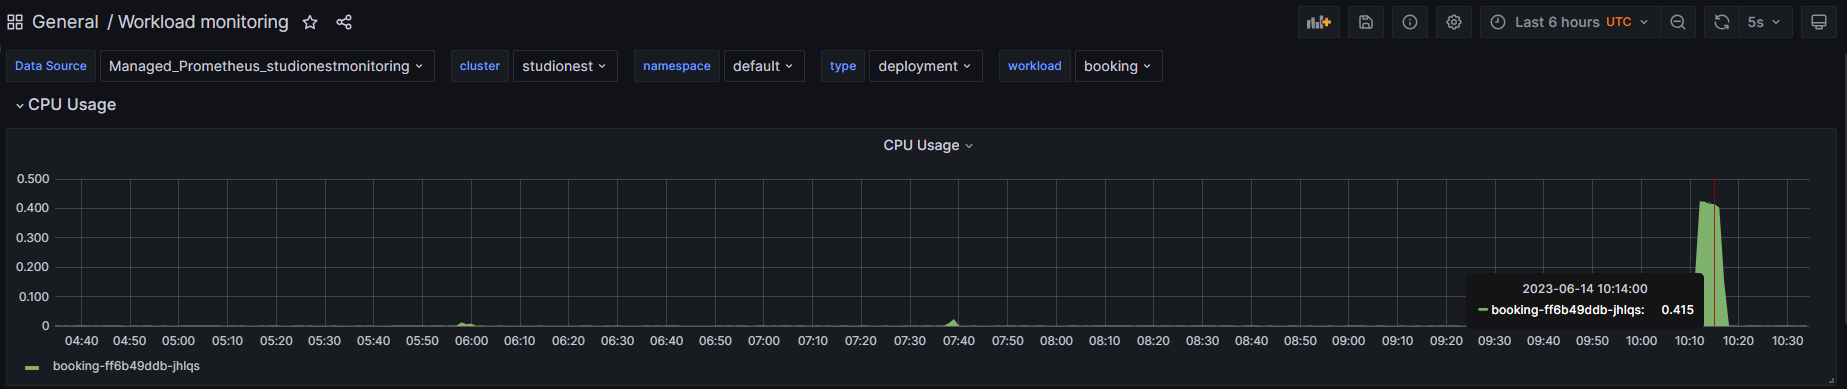 General / Workload monitoring
Last 6 hours UTC
5s
Data Source Managed_Prometheus_studionestmonitoring cluster studionest namespace default type deployment workload booking
CPU Usage
CPU Usage
0.500
0.400
0.300
0.200
0.100
0
2023-06-14 10:14:00
booking-ff6b49ddb-jhlqs: 0.415
04:40 04:50 05:00 05:10 05:20 05:30 05:40 05:50 06:00 06:10 06:20 06:30 06:40 06:50 07:00 07:10 07:20 07:30 07:40 07:50 08:00 08:10 08:20 08:30 08:40 08:50 09:00 09:10 09:20 09:30 09:40 09:50 10:00 10:10 10:20 10:30
booking-ff6b49ddb-jhlqs